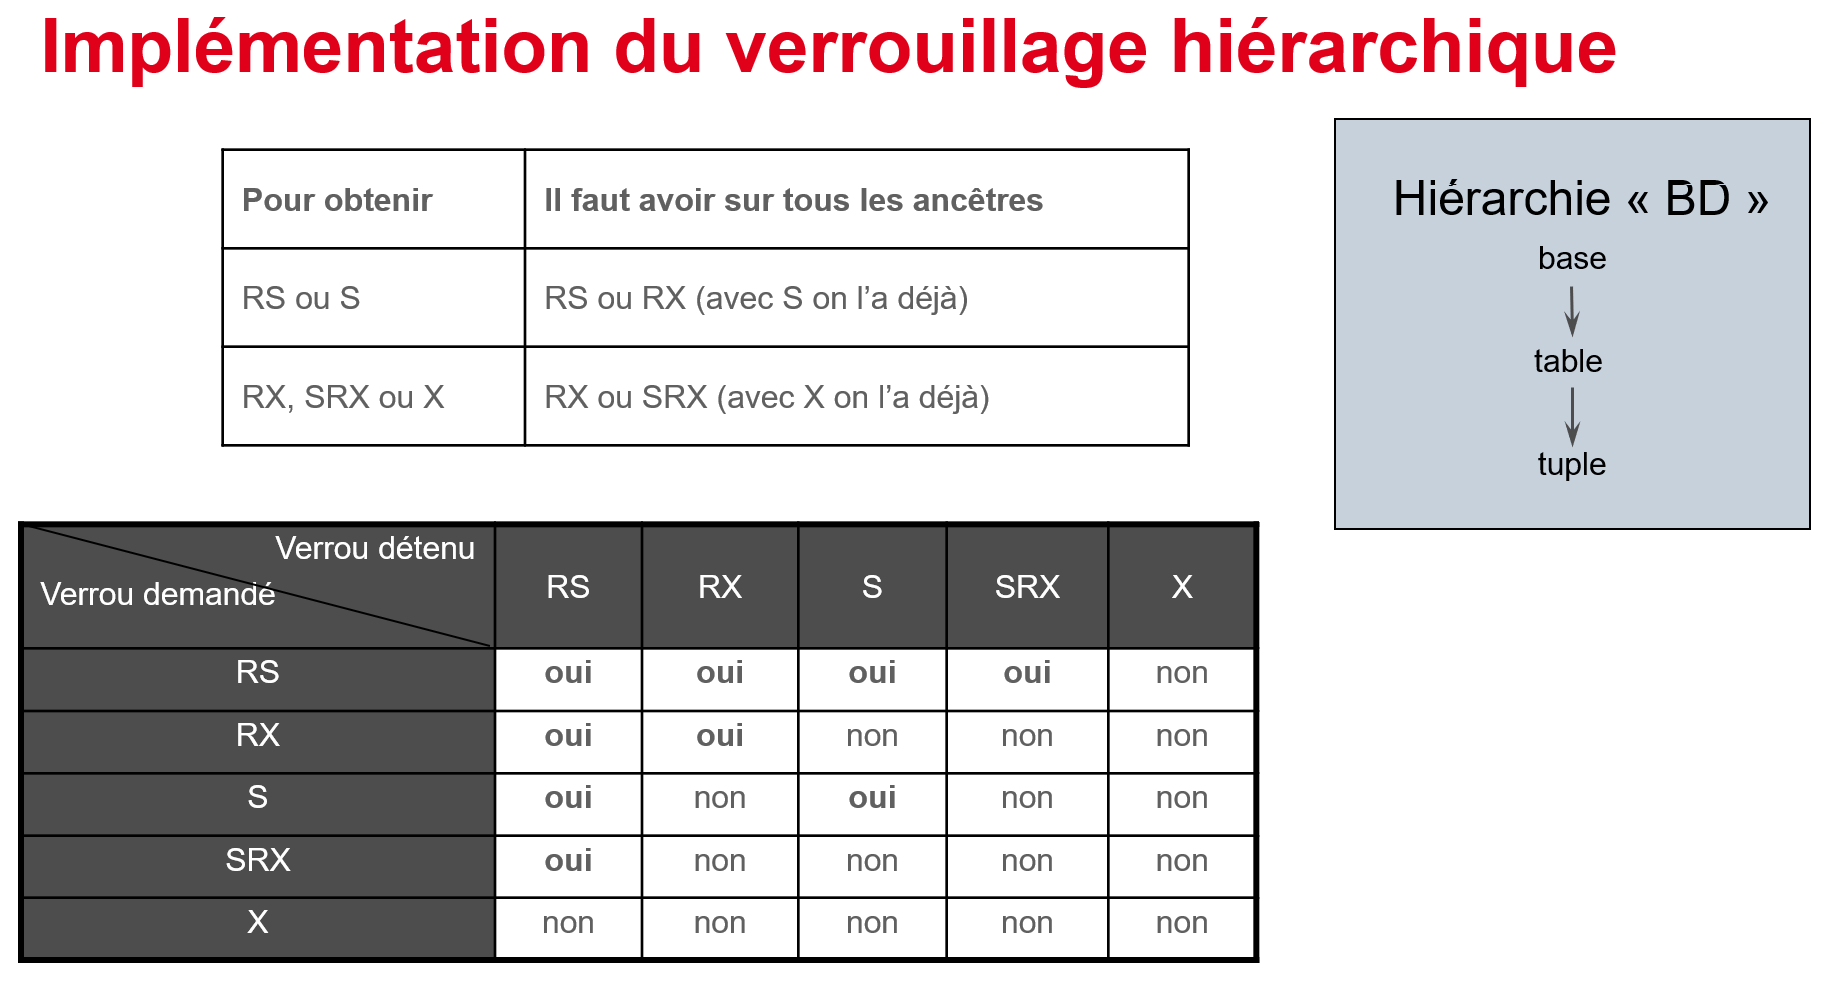 Implémentation du verrouillage hiérarchique
Pour obtenir Il faut avoir sur tous les ancêtres
RS ou S RS ou RX (avec S on l’a déjà)
RX, SRX ou X RX ou SRX (avec X on l’a déjà)
Hiérarchie « BD »
base
table
tuple
Verrou détenu
Verrou demandé
RS RX S SRX X
RS oui oui oui oui non
RX oui oui non non non
S oui non oui non non
SRX oui non non non non
X non non non non non